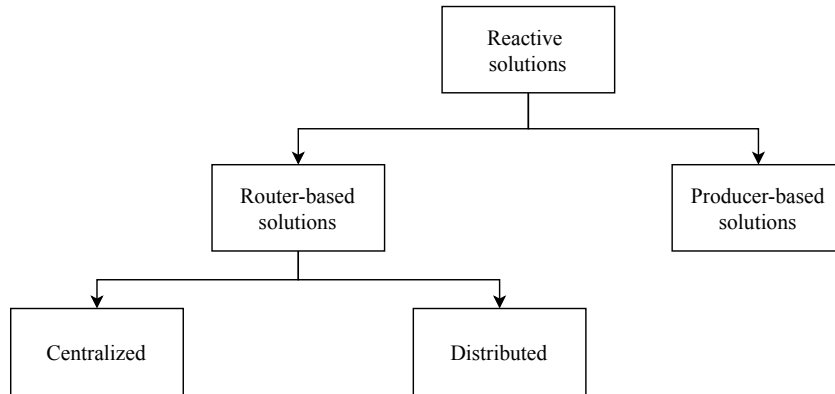 Reactive
solutions
Router-based
solutions
Producer-based
solutions
Centralized
Distributed